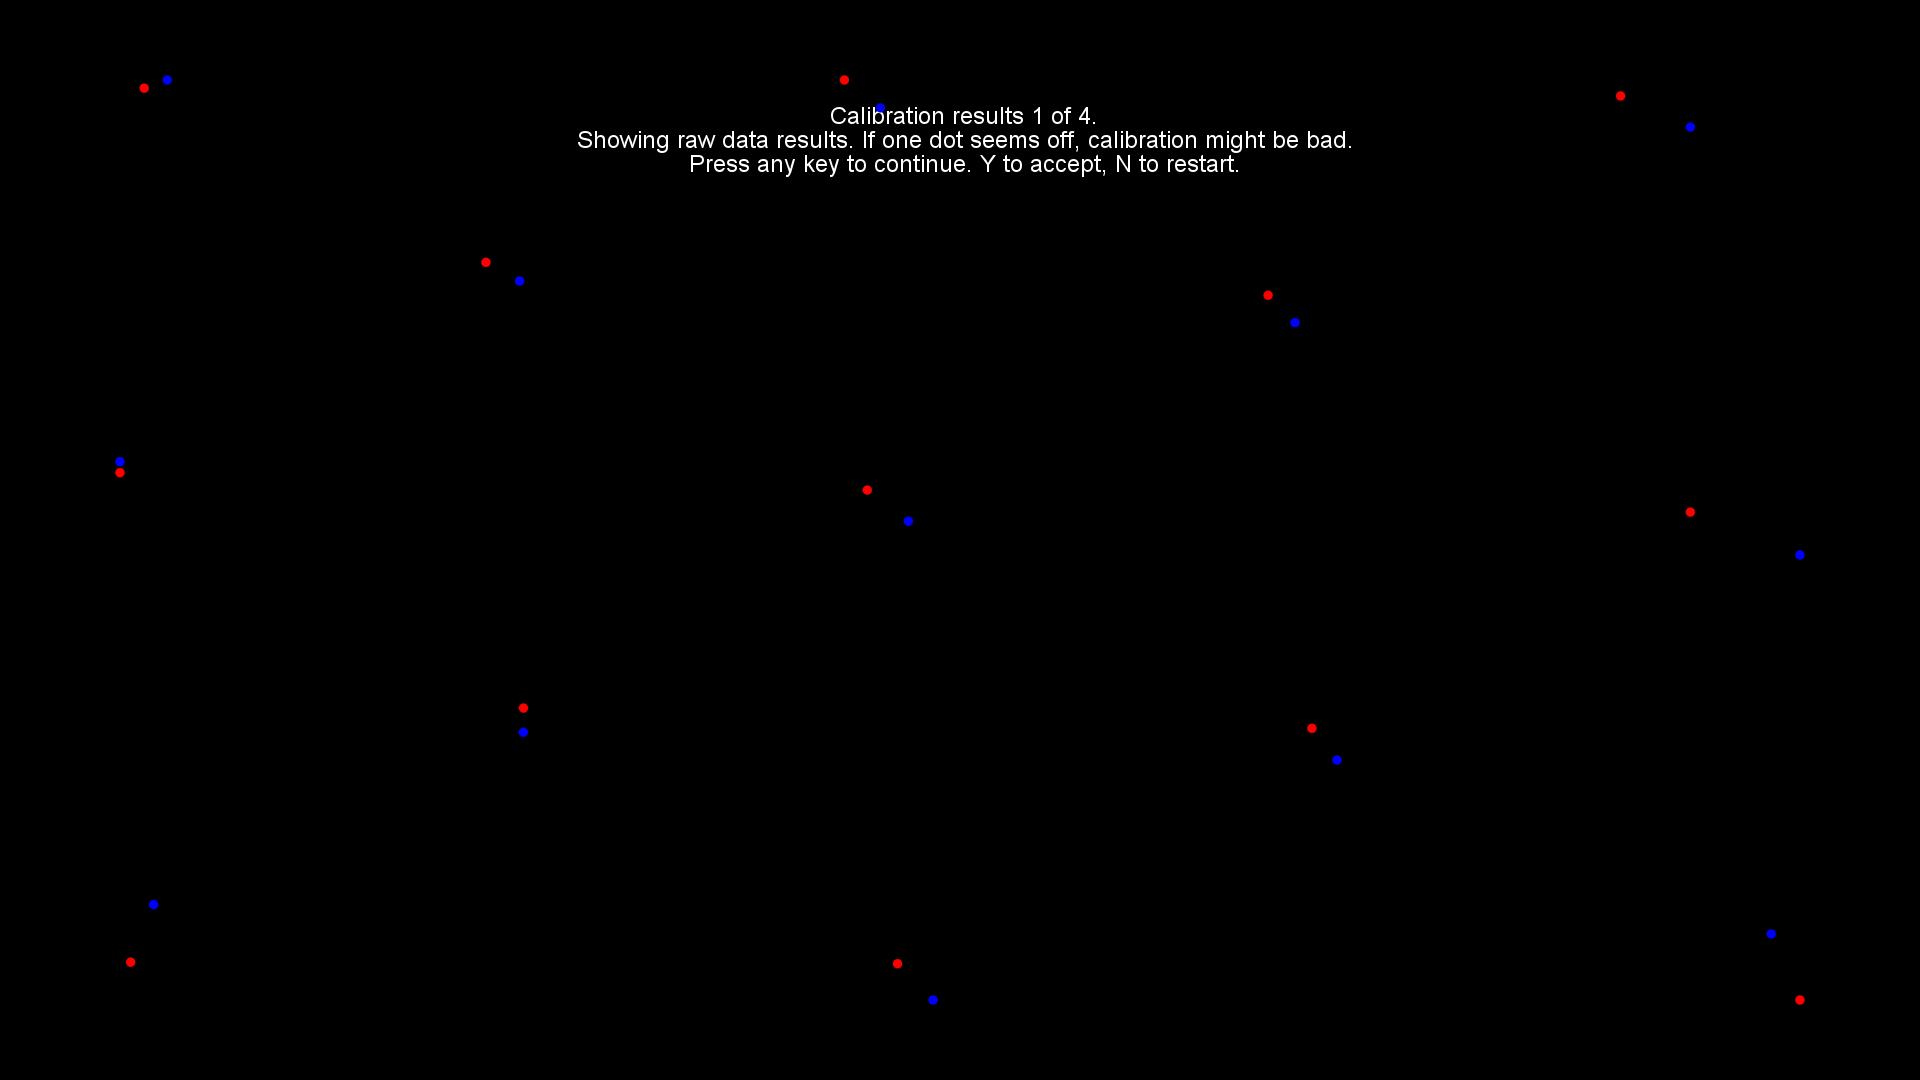 Calibration results 1 of 4.
Showing raw data results. If one dot seems off, calibration might be bad.
Press any key to continue. Y to accept, N to restart.